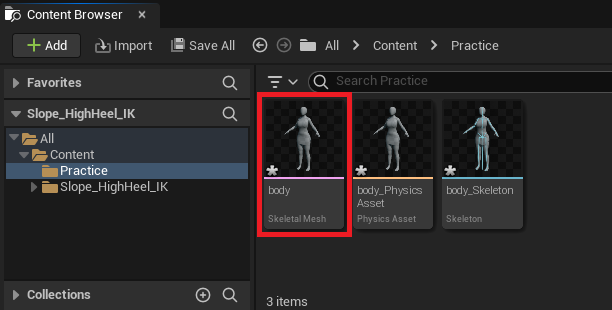 Content Browser
Add
Import
Save All
All
Content
Practice
Favorites
Search Practice
Slope_HighHeel_IK
All
Content
Practice
Slope_HighHeel_IK
body
Skeletal Mesh
body_Physics
Asset
Physics Asset
body_Skeleton
Skeleton
Collections
3 items